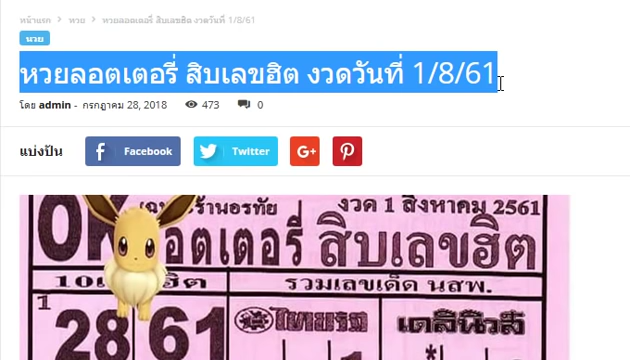 หน้าแรก > หวย > หวยลอตเตอรี่ สิบเลขฮิต งวดวันที่ 1/8/61
หวย
หวยลอตเตอรี่ สิบเลขฮิต งวดวันที่ 1/8/61
โดย admin - กรกฎาคม 28, 2018 473 0
แบ่งปัน Facebook Twitter G+
งวด 1 สิงหาคม 2561
OK ลอตเตอรี่ สิบเลขฮิต
รวมเลขเด็ด นสพ.
1 28 61 ไทยรัฐ เดลินิวส์